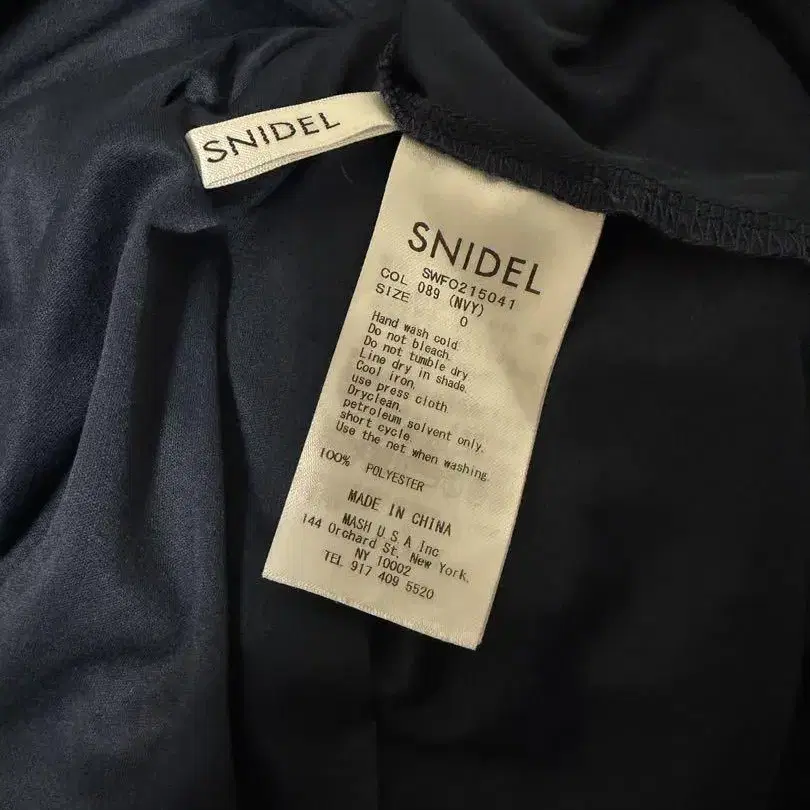 SNIDEL
SNIDEL
SWFO215041
COL 089 (NVY)
SIZE 0
Hand wash cold.
Do not bleach.
Do not tumble dry
Line dry in shade.
Cool iron.
use press cloth.
Dryclean.
petroleum solvent only.
short cycle.
Use the net when washing.
100% POLYESTER
MADE IN CHINA
MASH U.S.A Inc
144 Orchard St. New York.
NY 10002
TEL 917 409 5520